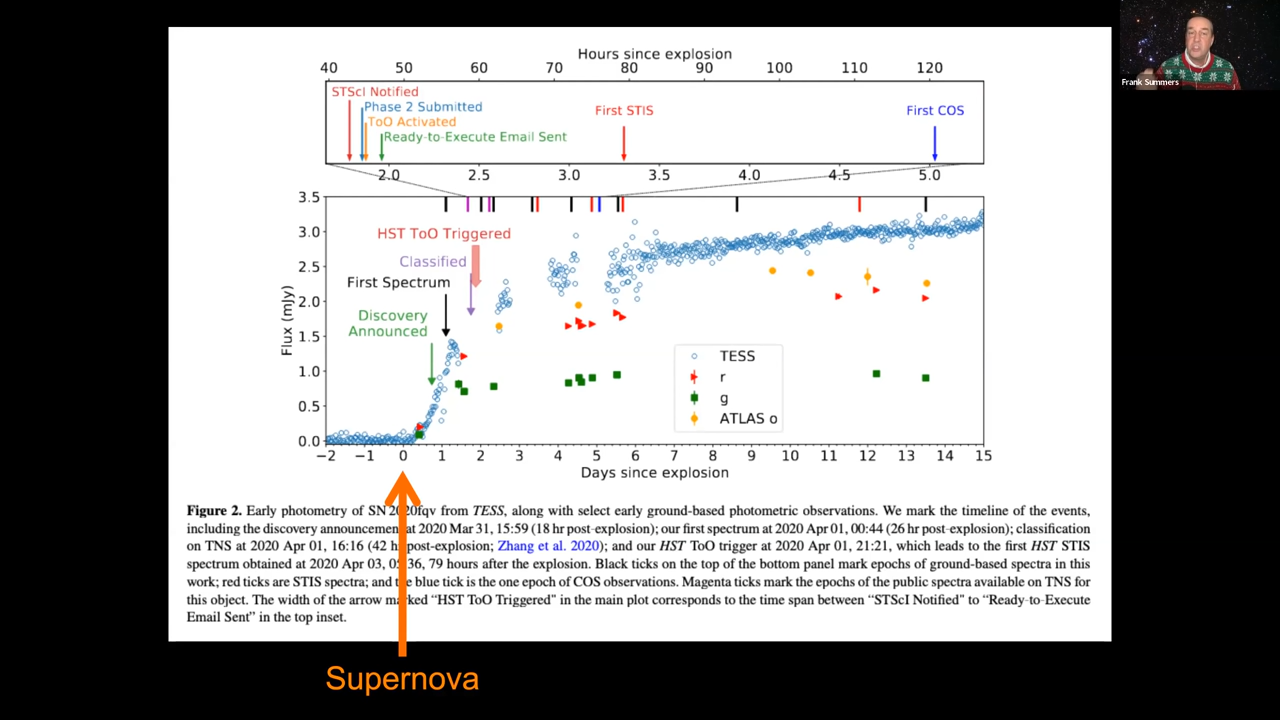 Hours since explosion
40 50 60 70 80 90 100 110 120
STScI Notified
Phase 2 Submitted
ToO Activated
Ready-to-Execute Email Sent
First STIS
First COS
2.0 2.5 3.0 3.5 4.0 4.5 5.0
Frank Summers
3.5
3.0
2.5
2.0
1.5
1.0
0.5
0.0
Flux (mJy)
HST ToO Triggered
Classified
First Spectrum
Discovery
Announced
TESS
r
g
ATLAS o
−2 −1 0 1 2 3 4 5 6 7 8 9 10 11 12 13 14 15
Days since explosion
Figure 2. Early photometry of SN 2020fqv from TESS, along with select early ground-based photometric observations. We mark the timeline of the events,
including the discovery announcement at 2020 Mar 31, 15:59 (18 hr post-explosion); our first spectrum at 2020 Apr 01, 00:44 (26 hr post-explosion); classification
on TNS at 2020 Apr 01, 16:16 (42 hr post-explosion; Zhang et al. 2020); and our HST ToO trigger at 2020 Apr 01, 21:21, which leads to the first HST STIS
spectrum obtained at 2020 Apr 03, 05:36, 79 hours after the explosion. Black ticks on the top of the bottom panel mark epochs of ground-based spectra in this
work; red ticks are STIS spectra; and the blue tick is the one epoch of COS observations. Magenta ticks mark the epochs of the public spectra available on TNS for
this object. The width of the arrow marked “HST ToO Triggered” in the main plot corresponds to the time span between “STScI Notified” to “Ready-to-Execute
Email Sent” in the top inset.
Supernova